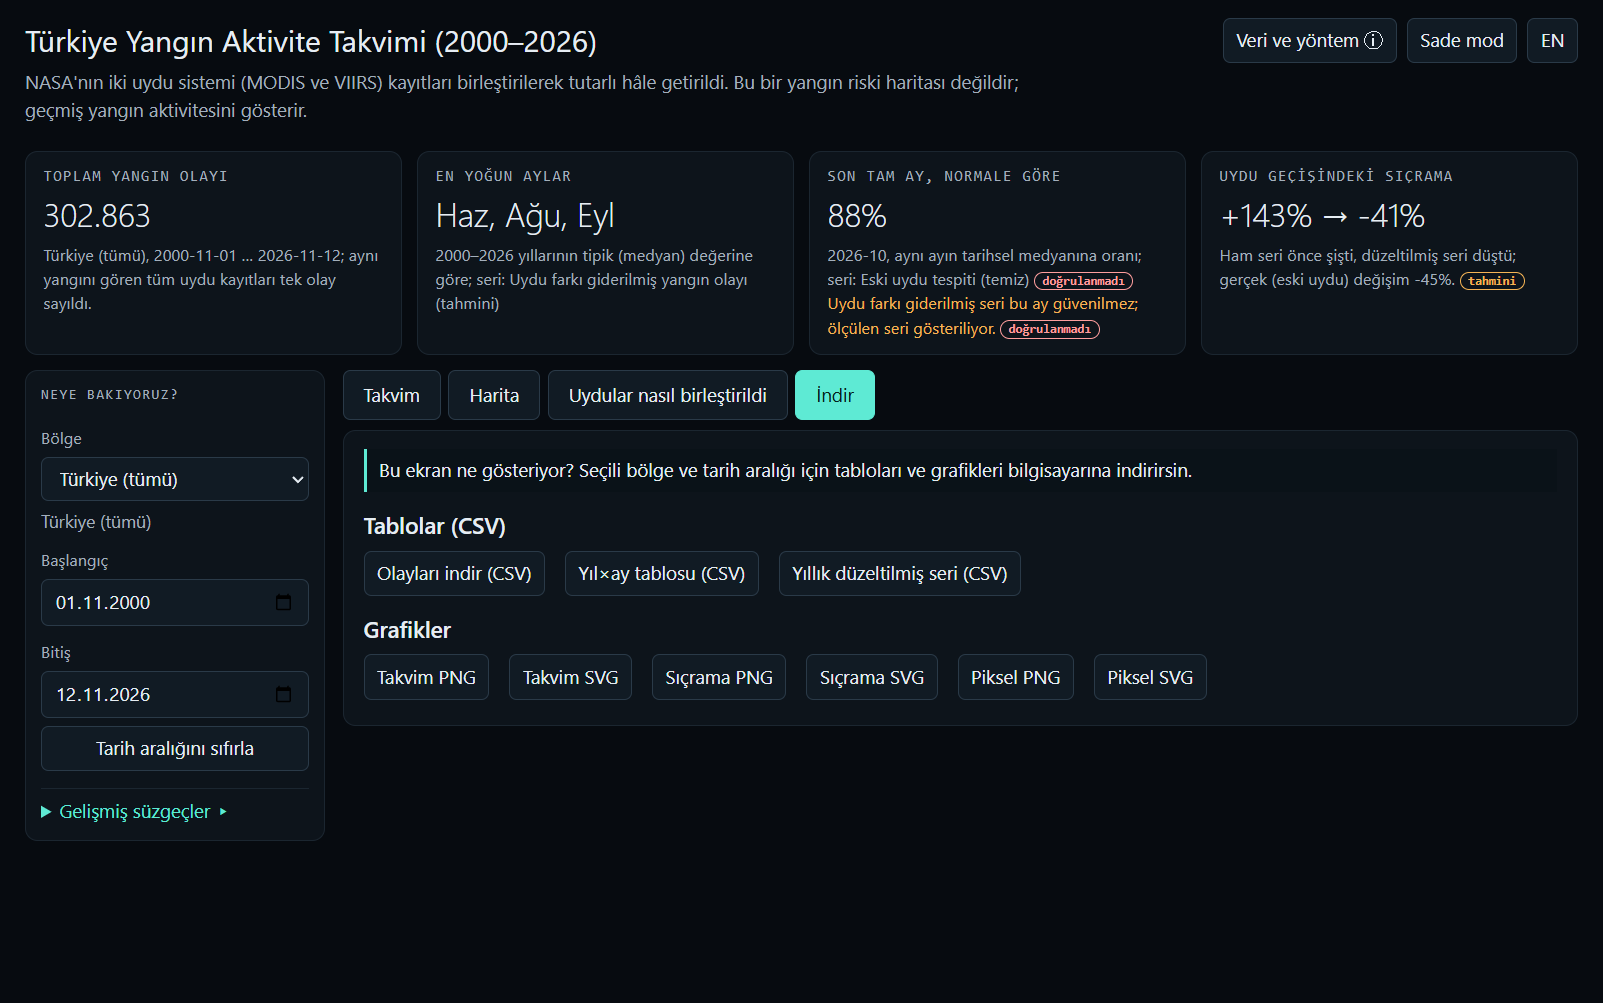 Türkiye Yangın Aktivite Takvimi (2000–2026)
NASA'nın iki uydu sistemi (MODIS ve VIIRS) kayıtları birleştirilerek tutarlı hâle getirildi. Bu bir yangın riski haritası değildir;
geçmiş yangın aktivitesini gösterir.
Veri ve yöntem ⓘ
Sade mod
EN
TOPLAM YANGIN OLAYI
302.863
Türkiye (tümü), 2000-11-01 … 2026-11-12; aynı
yangını gören tüm uydu kayıtları tek olay
sayıldı.
EN YOĞUN AYLAR
Haz, Ağu, Eyl
2000–2026 yıllarının tipik (medyan) değerine
göre; seri: Uydu farkı giderilmiş yangın olayı
(tahmini)
SON TAM AY, NORMALE GÖRE
88%
2026-10, aynı ayın tarihsel medyanına oranı;
seri: Eski uydu tespiti (temiz) doğrulanmadı
Uydu farkı giderilmiş seri bu ay güvenilmez;
ölçülen seri gösteriliyor. doğrulanmadı
UYDU GEÇİŞİNDEKİ SIÇRAMA
+143% → -41%
Ham seri önce şişti, düzeltilmiş seri düştü;
gerçek (eski uydu) değişim -45%. tahmini
NEYE BAKIYORUZ?
Bölge
Türkiye (tümü)
Türkiye (tümü)
Başlangıç
01.11.2000
Bitiş
12.11.2026
Tarih aralığını sıfırla
▶ Gelişmiş süzgeçler ▸
Takvim
Harita
Uydular nasıl birleştirildi
İndir
Bu ekran ne gösteriyor? Seçili bölge ve tarih aralığı için tabloları ve grafikleri bilgisayarına indirirsin.
Tablolar (CSV)
Olayları indir (CSV)
Yıl×ay tablosu (CSV)
Yıllık düzeltilmiş seri (CSV)
Grafikler
Takvim PNG
Takvim SVG
Sıçrama PNG
Sıçrama SVG
Piksel PNG
Piksel SVG